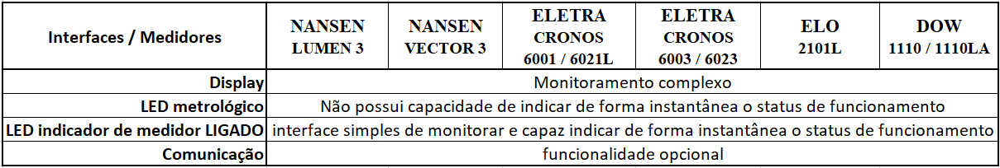 Interfaces / Medidores
NANSEN
LUMEN 3
NANSEN
VECTOR 3
ELETRA
CRONOS
6001 / 6021L
ELETRA
CRONOS
6003 / 6023
ELO
2101L
DOW
1110 / 1110LA
Display Monitoramento complexo
LED metrológico Não possui capacidade de indicar de forma instantânea o status de funcionamento
LED indicador de medidor LIGADO interface simples de monitorar e capaz indicar de forma instantânea o status de funcionamento
Comunicação funcionalidade opcional